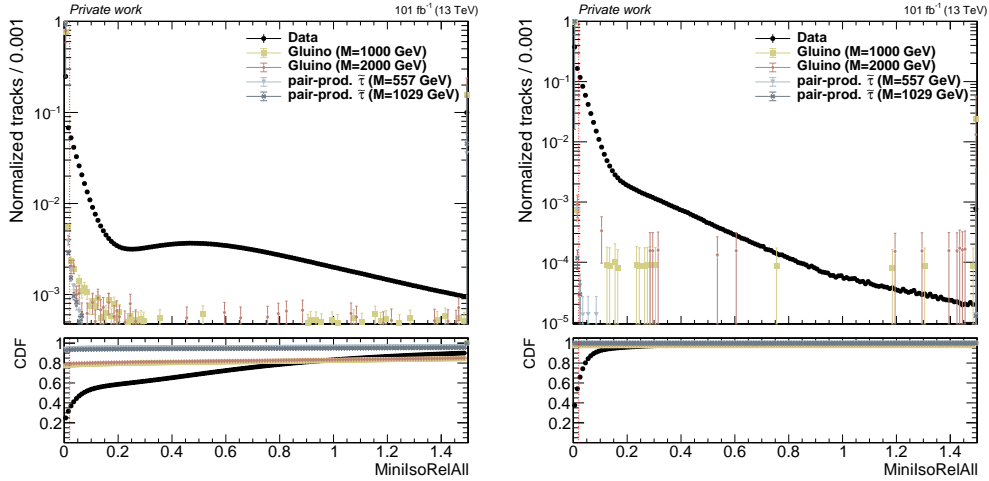 Private work
101 fb⁻¹ (13 TeV)
Normalized tracks / 0.001
1
10⁻¹
10⁻²
10⁻³
Data
Gluino (M=1000 GeV)
Gluino (M=2000 GeV)
pair-prod. τ̃ (M=557 GeV)
pair-prod. τ̃ (M=1029 GeV)
CDF
1
0.8
0.6
0.4
0.2
0 0.2 0.4 0.6 0.8 1 1.2 1.4
MiniIsoRelAll
Private work
101 fb⁻¹ (13 TeV)
Normalized tracks / 0.001
1
10⁻¹
10⁻²
10⁻³
10⁻⁴
10⁻⁵
Data
Gluino (M=1000 GeV)
Gluino (M=2000 GeV)
pair-prod. τ̃ (M=557 GeV)
pair-prod. τ̃ (M=1029 GeV)
CDF
1
0.8
0.6
0.4
0.2
0 0.2 0.4 0.6 0.8 1 1.2 1.4
MiniIsoRelAll